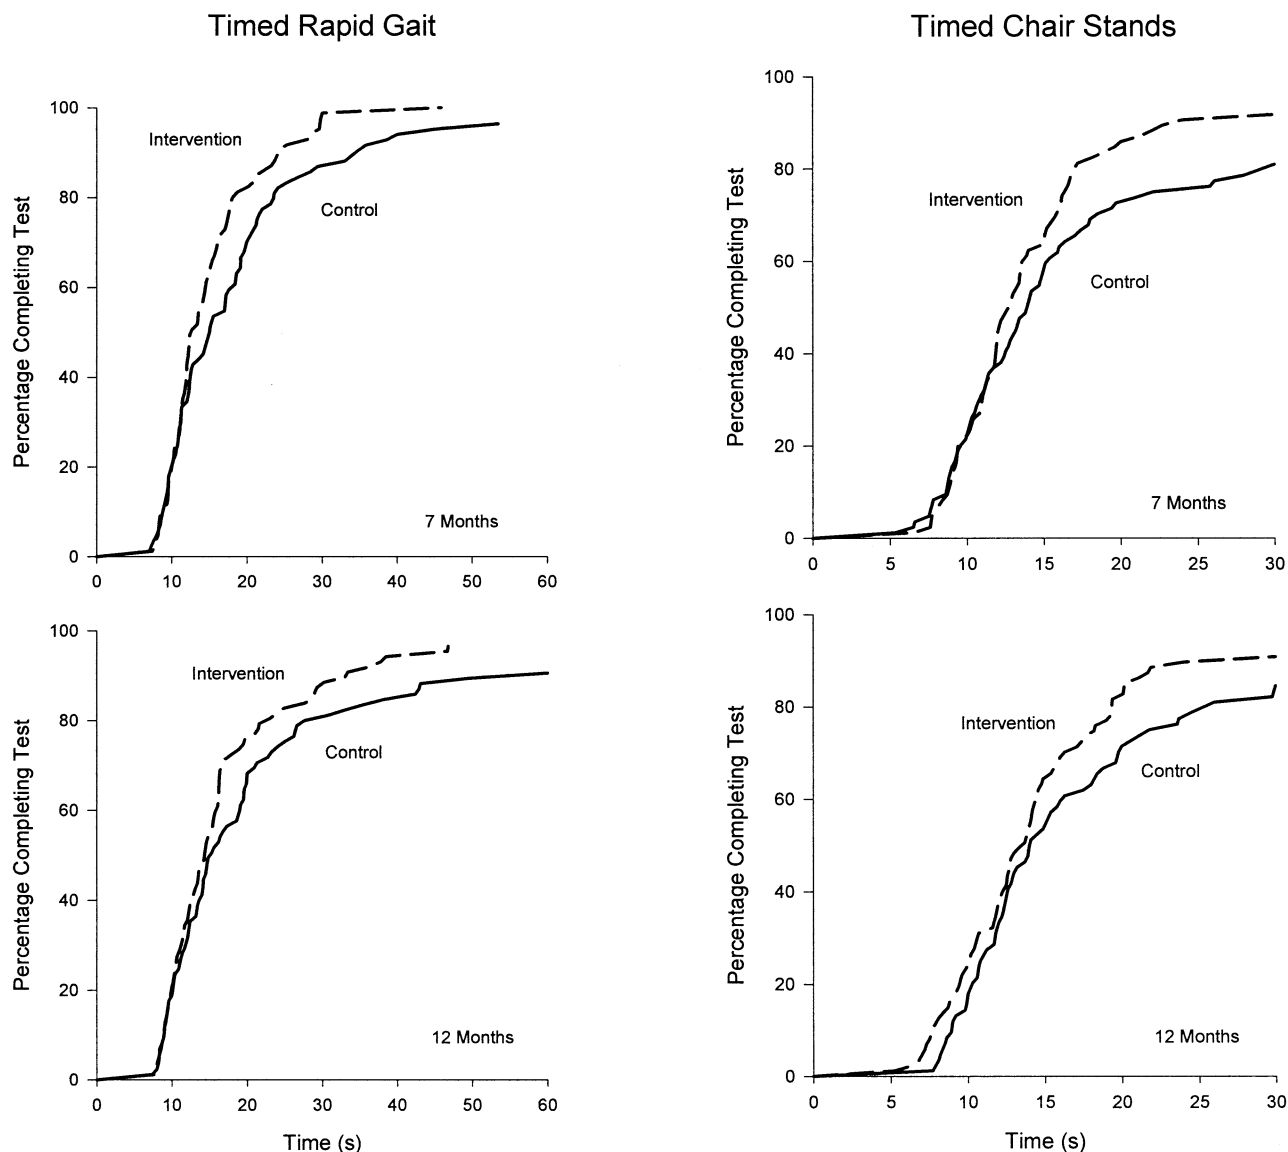 Timed Rapid Gait
Timed Chair Stands
100
80
60
40
20
0
Percentage Completing Test
Intervention
Control
7 Months
0 10 20 30 40 50 60
100
80
60
40
20
0
Percentage Completing Test
Intervention
Control
7 Months
0 5 10 15 20 25 30
100
80
60
40
20
0
Percentage Completing Test
Intervention
Control
12 Months
0 10 20 30 40 50 60
Time (s)
100
80
60
40
20
0
Percentage Completing Test
Intervention
Control
12 Months
0 5 10 15 20 25 30
Time (s)